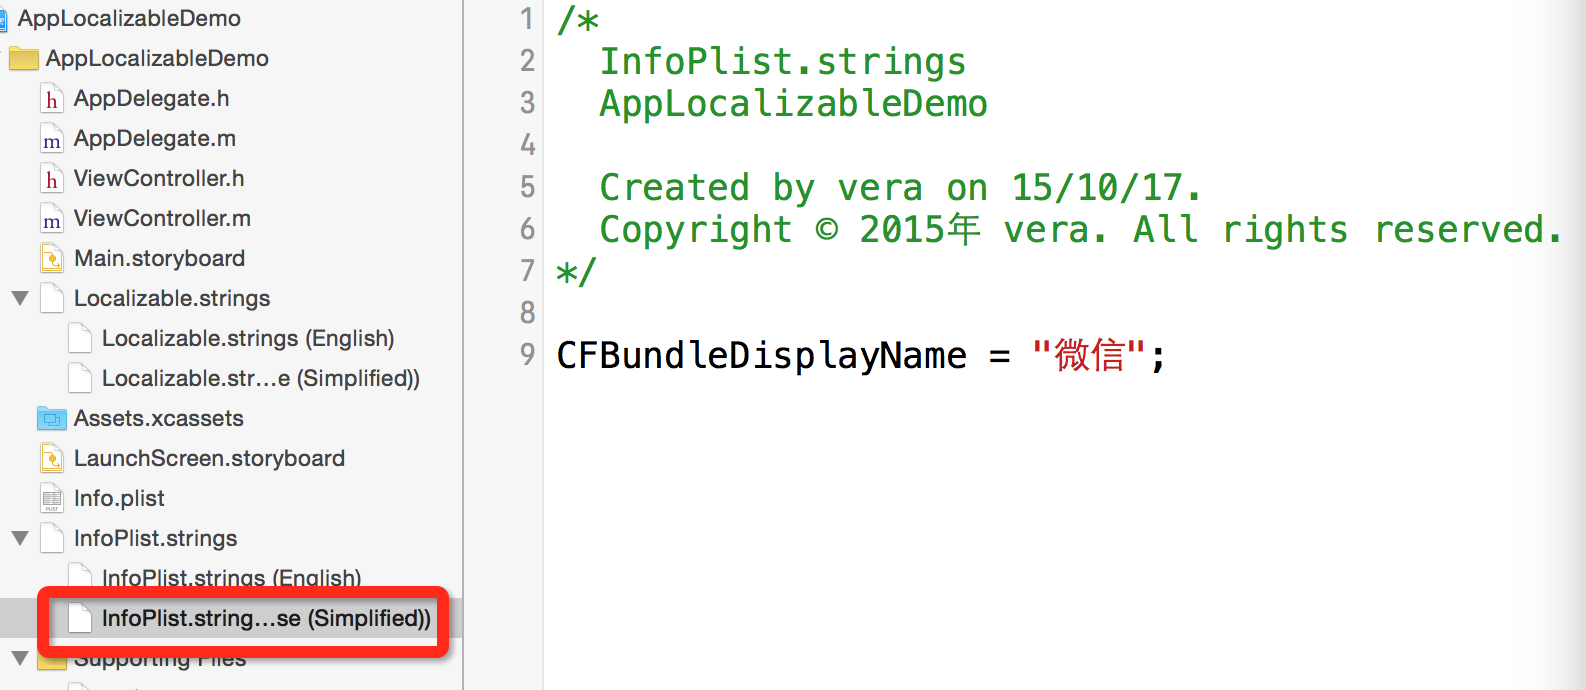 AppLocalizableDemo
AppLocalizableDemo
h AppDelegate.h
m AppDelegate.m
h ViewController.h
m ViewController.m
Main.storyboard
Localizable.strings
Localizable.strings (English)
Localizable.str...e (Simplified))
Assets.xcassets
LaunchScreen.storyboard
PLIST Info.plist
InfoPlist.strings
InfoPlist.strings (English)
InfoPlist.string...se (Simplified))
Supporting Files
1 /*
2 InfoPlist.strings
3 AppLocalizableDemo
4
5 Created by vera on 15/10/17.
6 Copyright © 2015年 vera. All rights reserved.
7 */
8
9 CFBundleDisplayName = "微信";